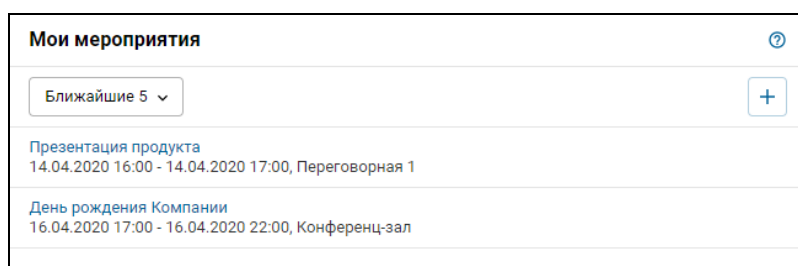 Мои мероприятия
Ближайшие 5
Презентация продукта
14.04.2020 16:00 - 14.04.2020 17:00, Переговорная 1
День рождения Компании
16.04.2020 17:00 - 16.04.2020 22:00, Конференц-зал